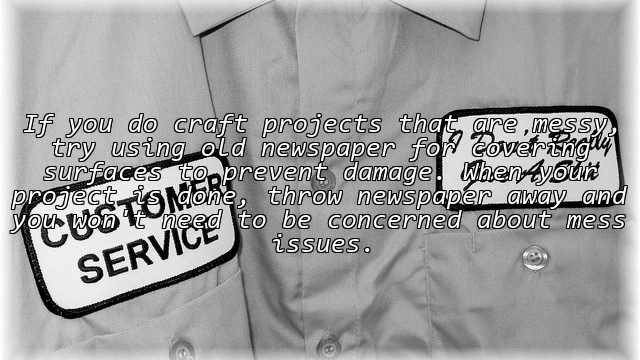 If you do craft projects that are messy,
try using old newspaper for covering
surfaces to prevent damage. When your
project is done, throw newspaper away and
you won't need to be concerned about mess
issues.
CUSTOMER
SERVICE
I Don't Really